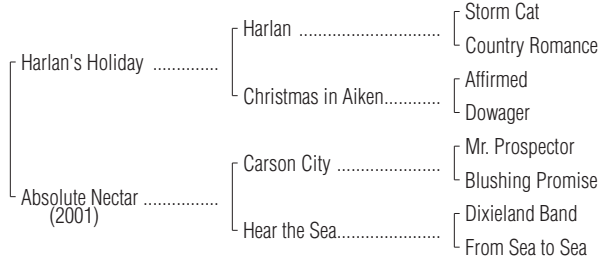 Storm Cat
Harlan ..............................
Country Romance
Harlan's Holiday ..............
Affirmed
Christmas in Aiken............
Dowager
Mr. Prospector
Carson City ......................
Blushing Promise
Absolute Nectar ................
(2001)
Dixieland Band
Hear the Sea......................
From Sea to Sea